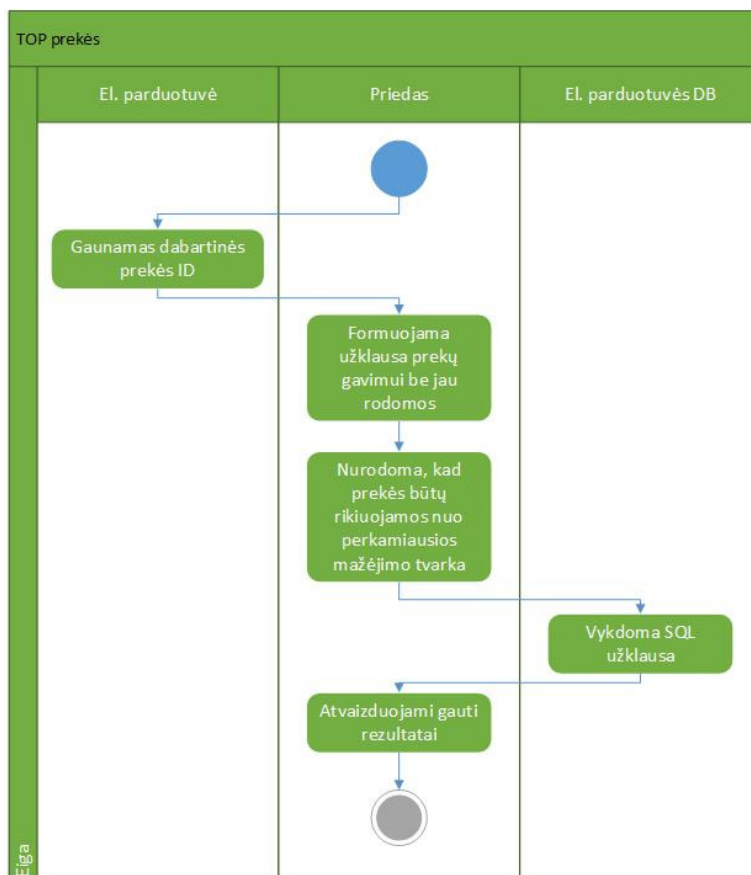 TOP prekės
El. parduotuvė
Priedas
El. parduotuvės DB
Gaunamas dabartinės
prekės ID
Formuojama
užklausa prekų
gavimui be jau
rodomos
Nurodoma, kad
prekės būtų
rikiuojamos nuo
perkamiausios
mažėjimo tvarka
Vykdoma SQL
užklausa
Atvaizduojami gauti
rezultatai
Eiga